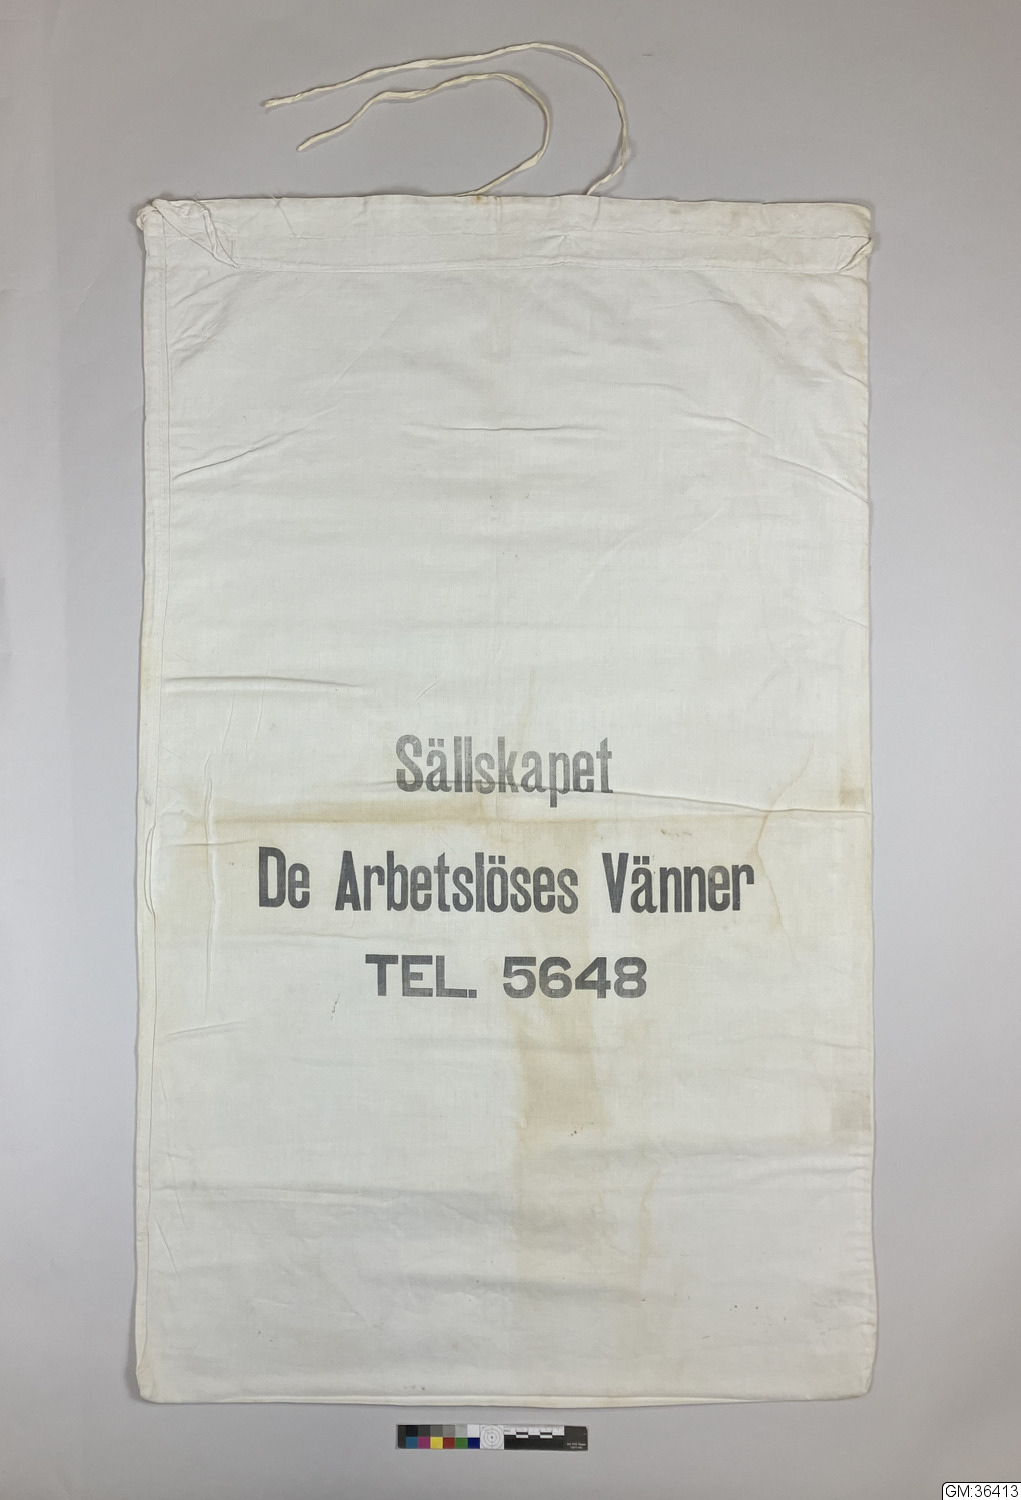 Sällskapet
De Arbetslöses Vänner
TEL. 5648
GM:36413